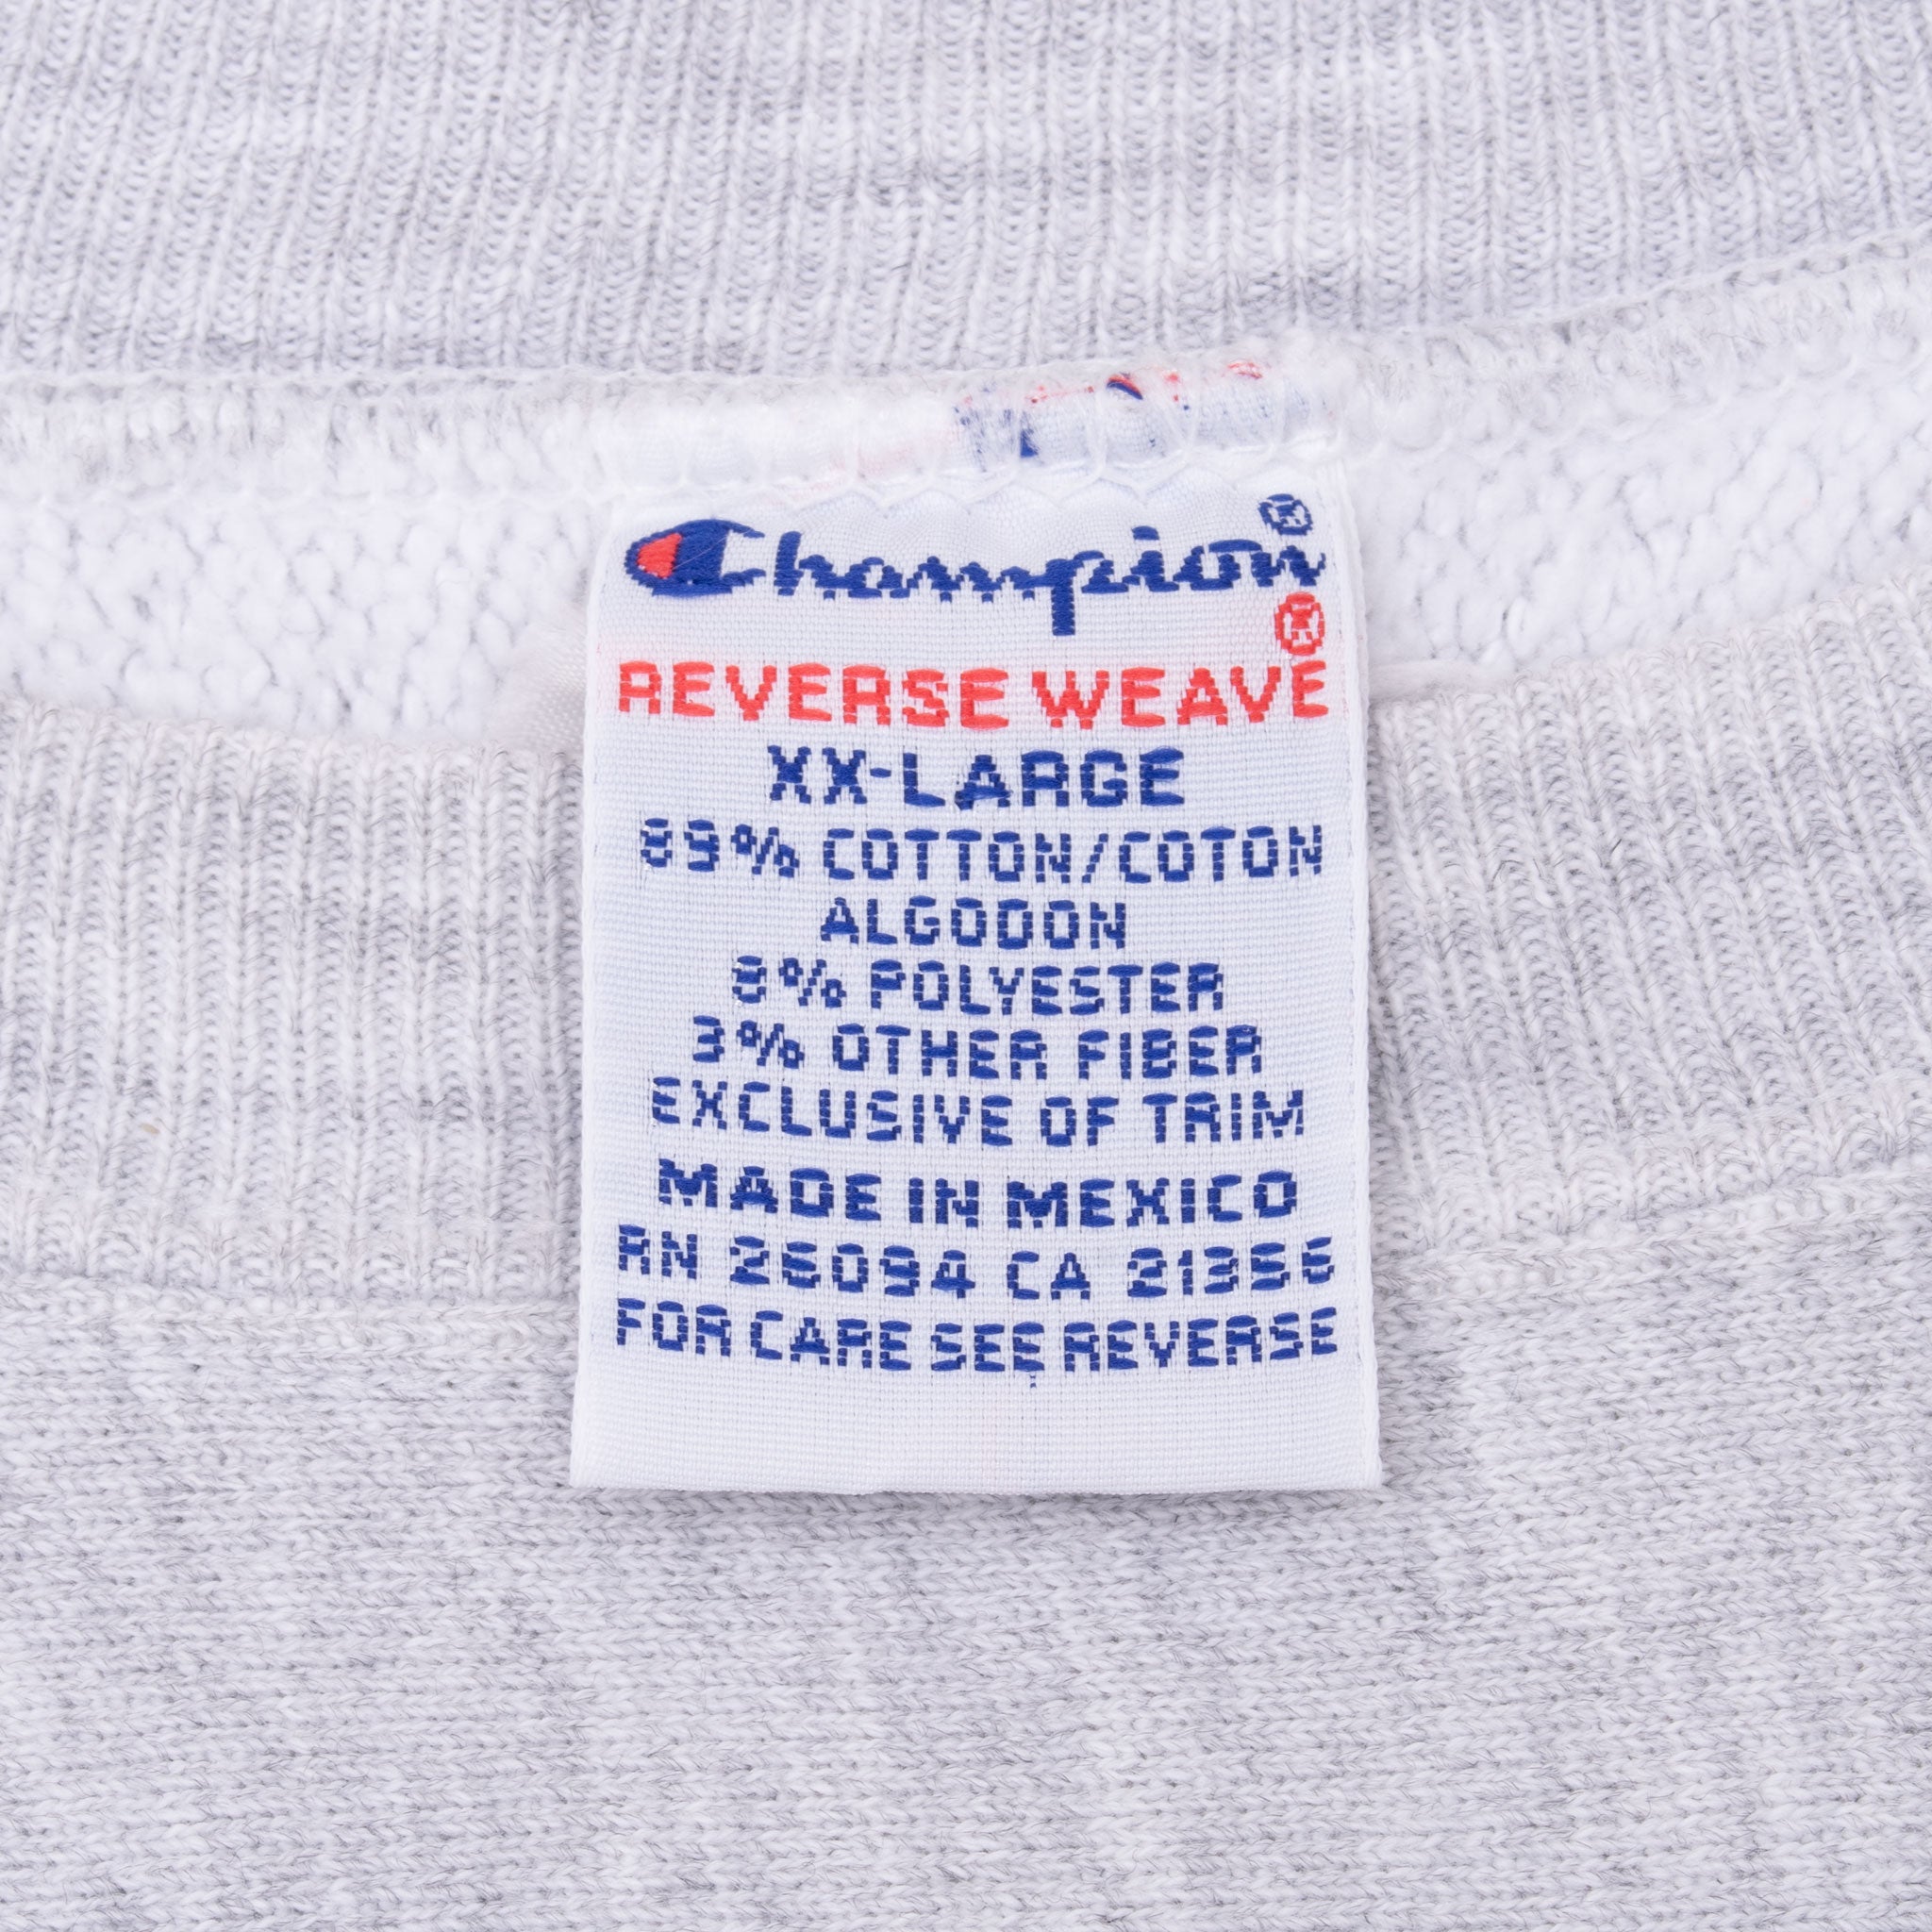 Champion®
REVERSE WEAVE®
XX-LARGE
89% COTTON/COTON
ALGODON
8% POLYESTER
3% OTHER FIBER
EXCLUSIVE OF TRIM
MADE IN MEXICO
RN 26094 CA 21356
FOR CARE SEE REVERSE